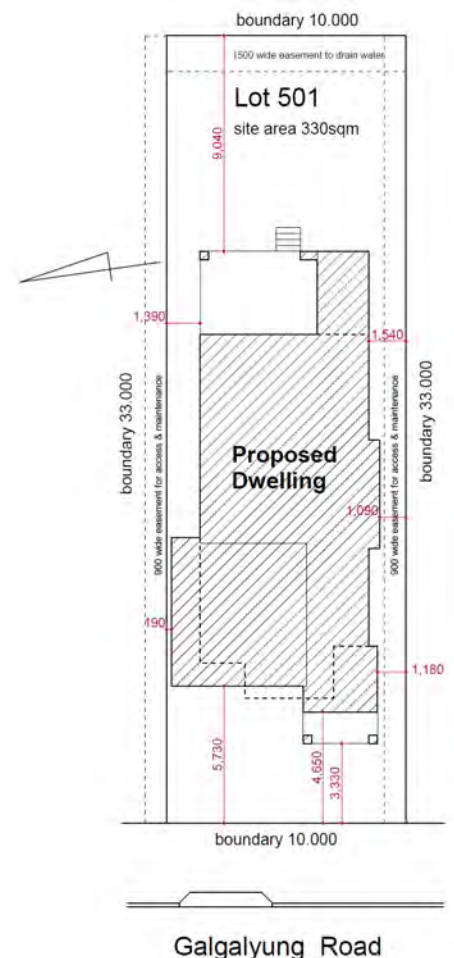 boundary 10.000
1500 wide easement to drain water
Lot 501
site area 330sqm
9,040
1,390
1,540
boundary 33.000
900 wide easement for access & maintenance
Proposed
Dwelling
boundary 33.000
900 wide easement for access & maintenance
1,090
190
1,180
5,730
4,650
3,330
boundary 10.000
Galgalyung Road